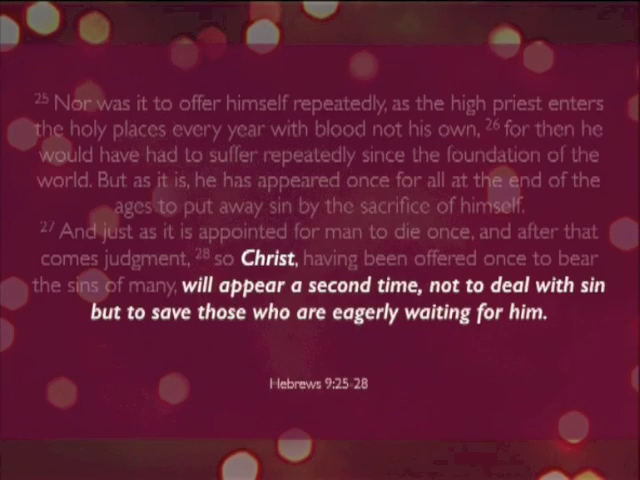 25 Nor was it to offer himself repeatedly, as the high priest enters
the holy places every year with blood not his own, 26 for then he
would have had to suffer repeatedly since the foundation of the
world. But as it is, he has appeared once for all at the end of the
ages to put away sin by the sacrifice of himself.
27 And just as it is appointed for man to die once, and after that
comes judgment, 28 so Christ, having been offered once to bear
the sins of many, will appear a second time, not to deal with sin
but to save those who are eagerly waiting for him.
Hebrews 9:25-28